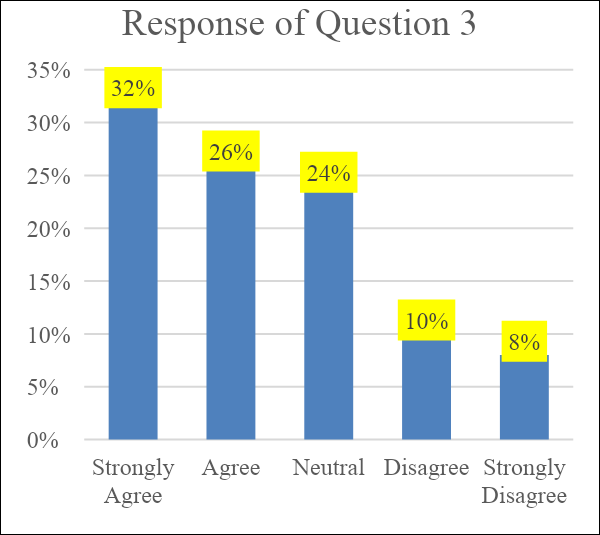 Response of Question 3
35%
30%
25%
20%
15%
10%
5%
0%
32%
26%
24%
10%
8%
Strongly
Agree
Agree
Neutral
Disagree
Strongly
Disagree